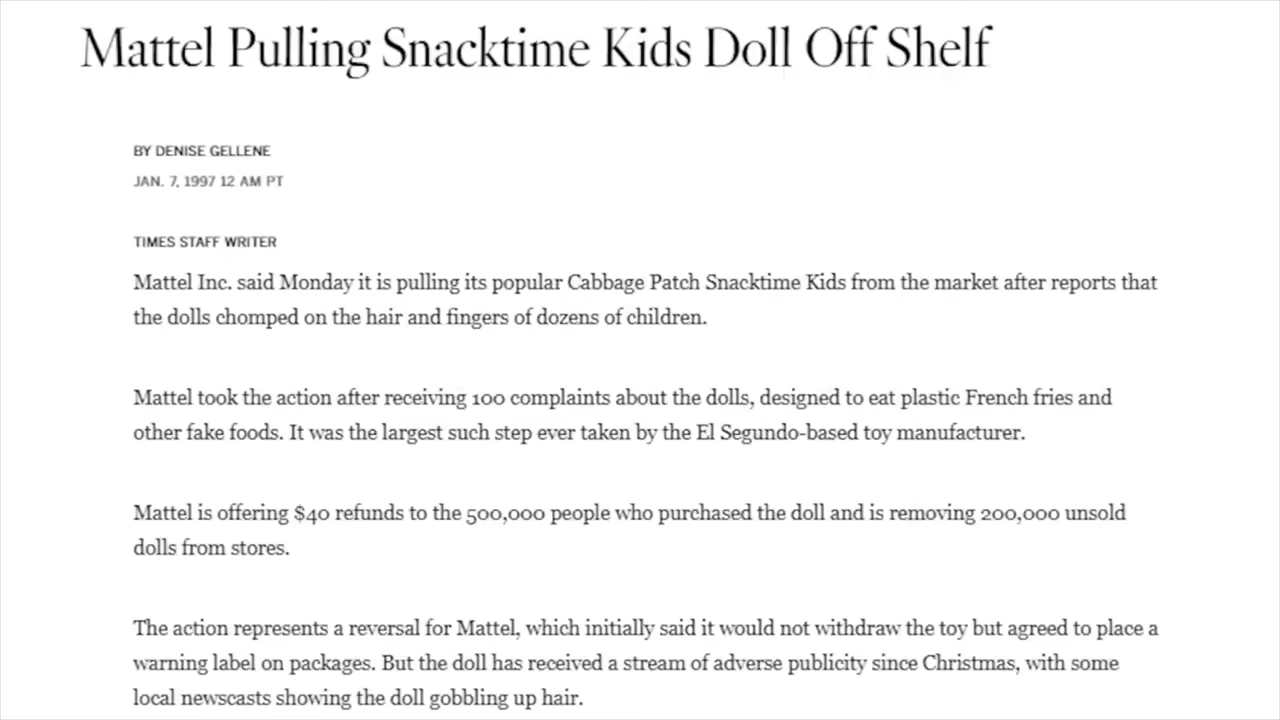 Mattel Pulling Snacktime Kids Doll Off Shelf
BY DENISE GELLENE
JAN. 7, 1997 12 AM PT
TIMES STAFF WRITER
Mattel Inc. said Monday it is pulling its popular Cabbage Patch Snacktime Kids from the market after reports that
the dolls chomped on the hair and fingers of dozens of children.
Mattel took the action after receiving 100 complaints about the dolls, designed to eat plastic French fries and
other fake foods. It was the largest such step ever taken by the El Segundo-based toy manufacturer.
Mattel is offering $40 refunds to the 500,000 people who purchased the doll and is removing 200,000 unsold
dolls from stores.
The action represents a reversal for Mattel, which initially said it would not withdraw the toy but agreed to place a
warning label on packages. But the doll has received a stream of adverse publicity since Christmas, with some
local newscasts showing the doll gobbling up hair.